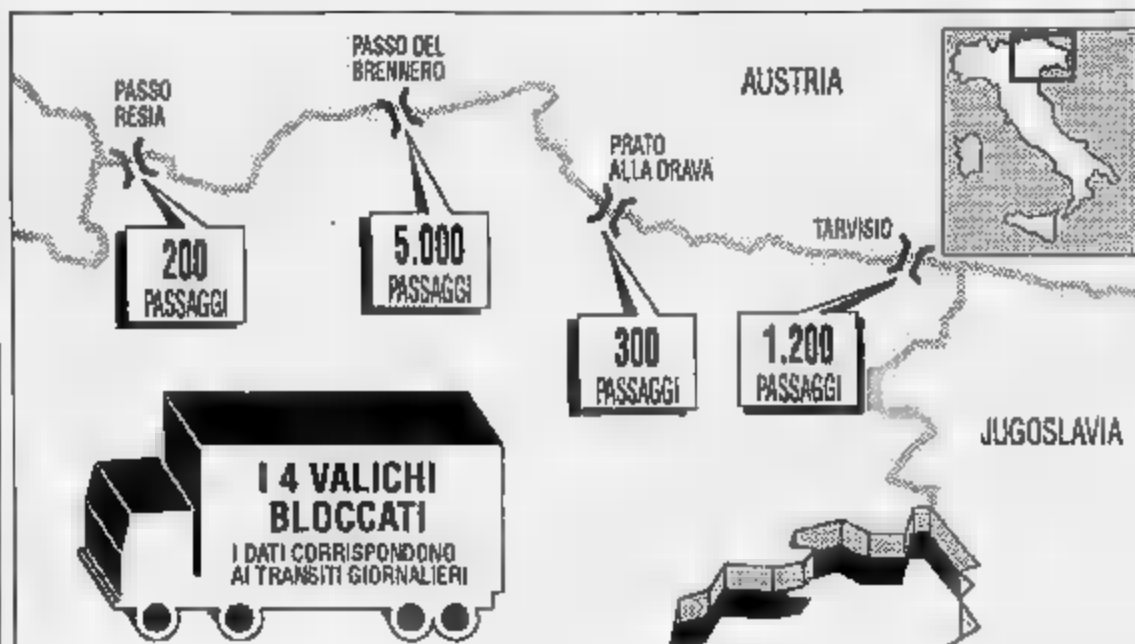 PASSO
RESIA
PASSO DEL
BRENNERO
AUSTRIA
PRATO
ALLA DRAVA
TARVISIO
200
PASSAGGI
5.000
PASSAGGI
300
PASSAGGI
1.200
PASSAGGI
JUGOSLAVIA
I 4 VALICHI
BLOCCATI
I DATI CORRISPONDONO
AI TRANSITI GIORNALIERI